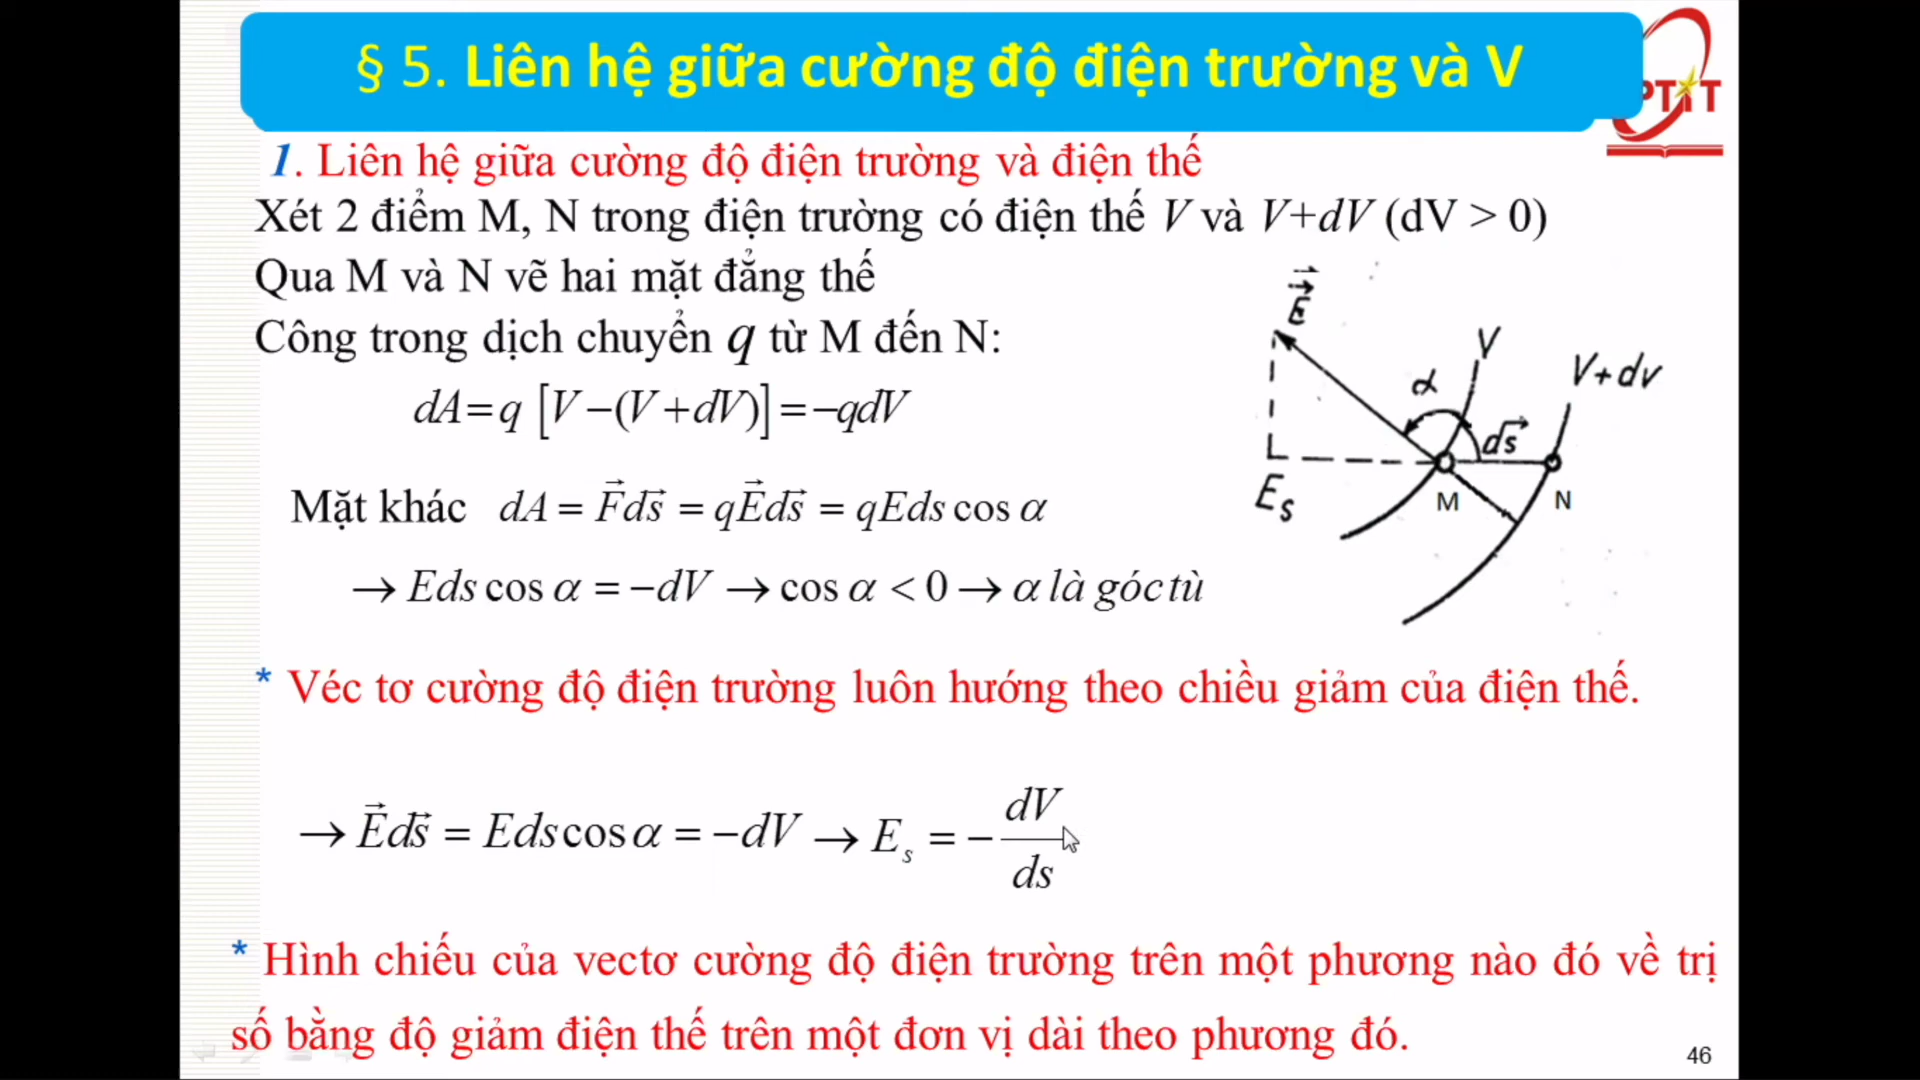 § 5. Liên hệ giữa cường độ điện trường và V
PTIT
1. Liên hệ giữa cường độ điện trường và điện thế
Xét 2 điểm M, N trong điện trường có điện thế V và V+dV (dV > 0)
Qua M và N vẽ hai mặt đẳng thế
Công trong dịch chuyển q từ M đến N:
dA = q [V − (V + dV)] = −qdV
Mặt khác dA = F⃗ds⃗ = qE⃗ds⃗ = qEds cos α
→ Eds cos α = −dV → cos α < 0 → α là góc tù
E⃗
V
V+dv
α
ds⃗
E_s
M
N
* Véc tơ cường độ điện trường luôn hướng theo chiều giảm của điện thế.
→ E⃗ds⃗ = Eds cos α = −dV → E_s = − dV/ds
* Hình chiếu của vectơ cường độ điện trường trên một phương nào đó về trị
số bằng độ giảm điện thế trên một đơn vị dài theo phương đó.
46